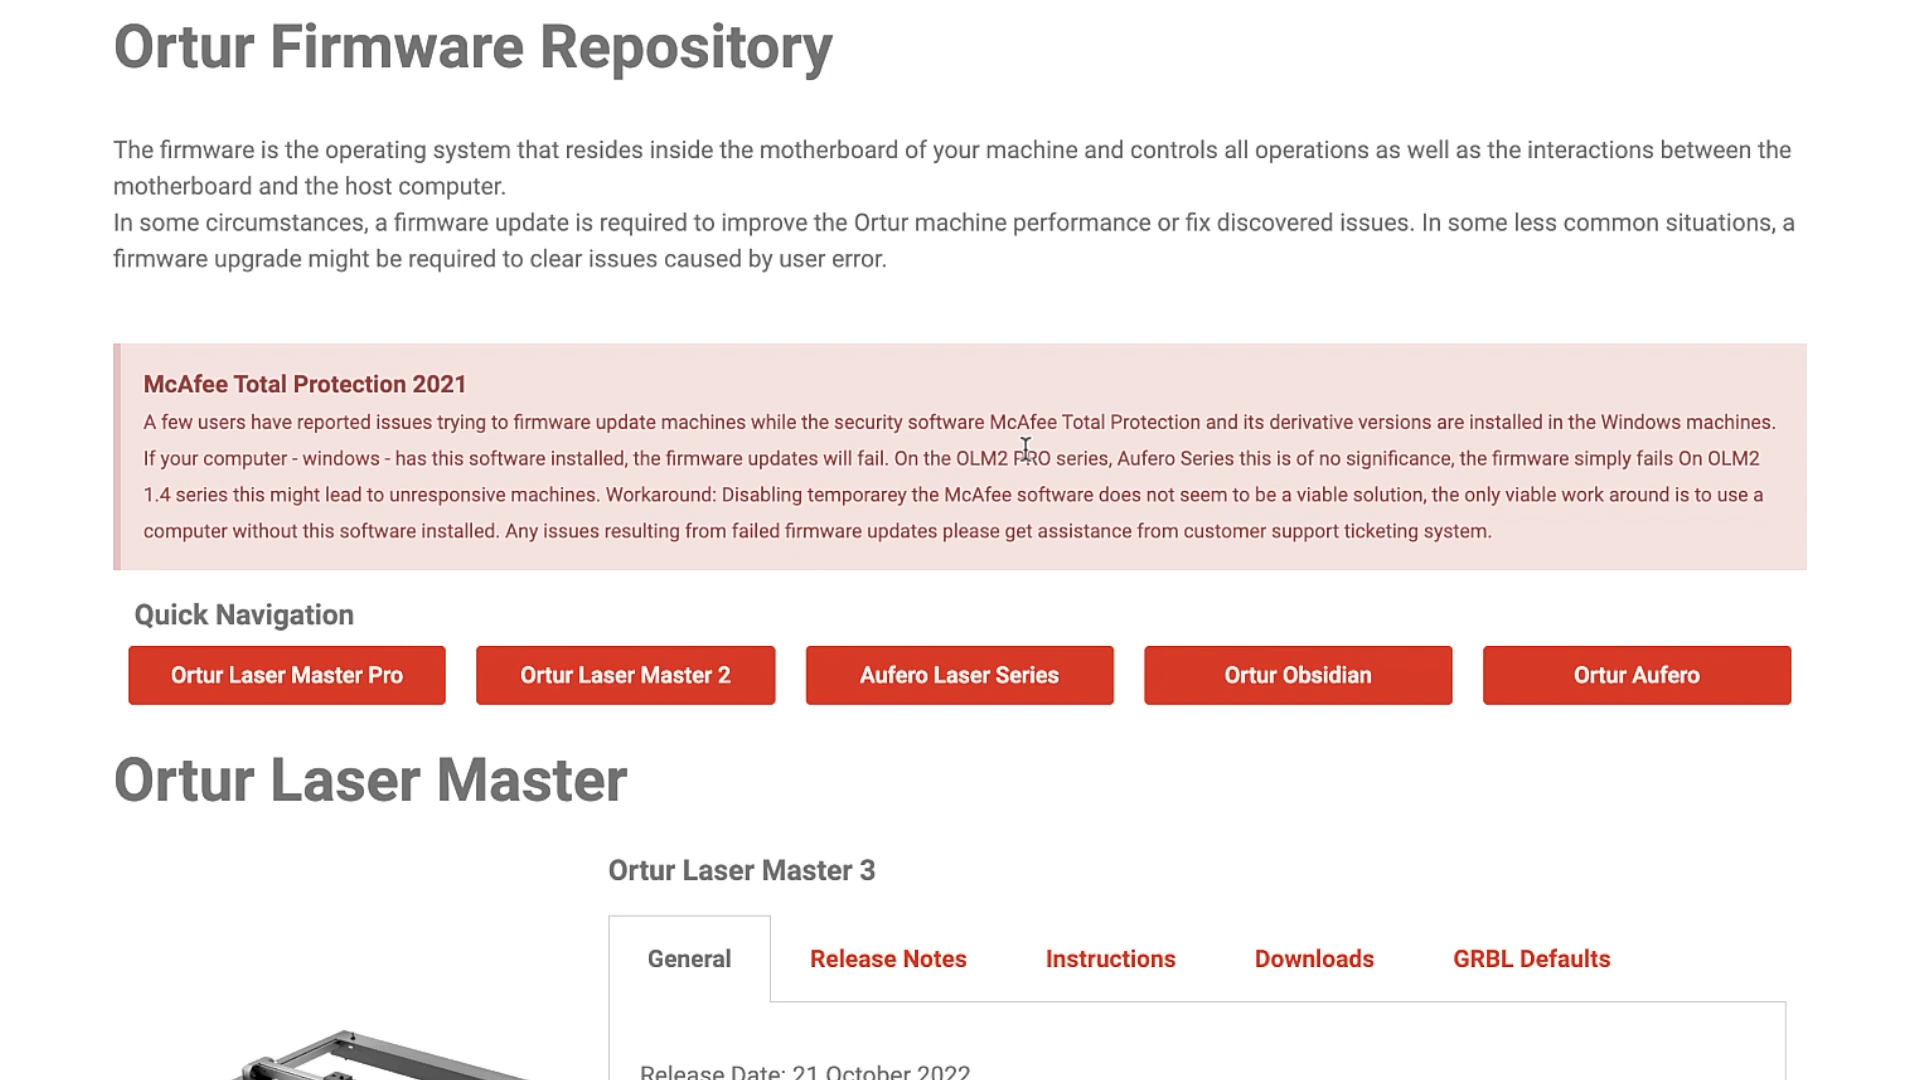 Ortur Firmware Repository
The firmware is the operating system that resides inside the motherboard of your machine and controls all operations as well as the interactions between the
motherboard and the host computer.
In some circumstances, a firmware update is required to improve the Ortur machine performance or fix discovered issues. In some less common situations, a
firmware upgrade might be required to clear issues caused by user error.
McAfee Total Protection 2021
A few users have reported issues trying to firmware update machines while the security software McAfee Total Protection and its derivative versions are installed in the Windows machines.
If your computer - windows - has this software installed, the firmware updates will fail. On the OLM2 PRO series, Aufero Series this is of no significance, the firmware simply fails On OLM2
1.4 series this might lead to unresponsive machines. Workaround: Disabling temporarey the McAfee software does not seem to be a viable solution, the only viable work around is to use a
computer without this software installed. Any issues resulting from failed firmware updates please get assistance from customer support ticketing system.
Quick Navigation
Ortur Laser Master Pro
Ortur Laser Master 2
Aufero Laser Series
Ortur Obsidian
Ortur Aufero
Ortur Laser Master
Ortur Laser Master 3
General
Release Notes
Instructions
Downloads
GRBL Defaults
Release Date: 21 October 2022